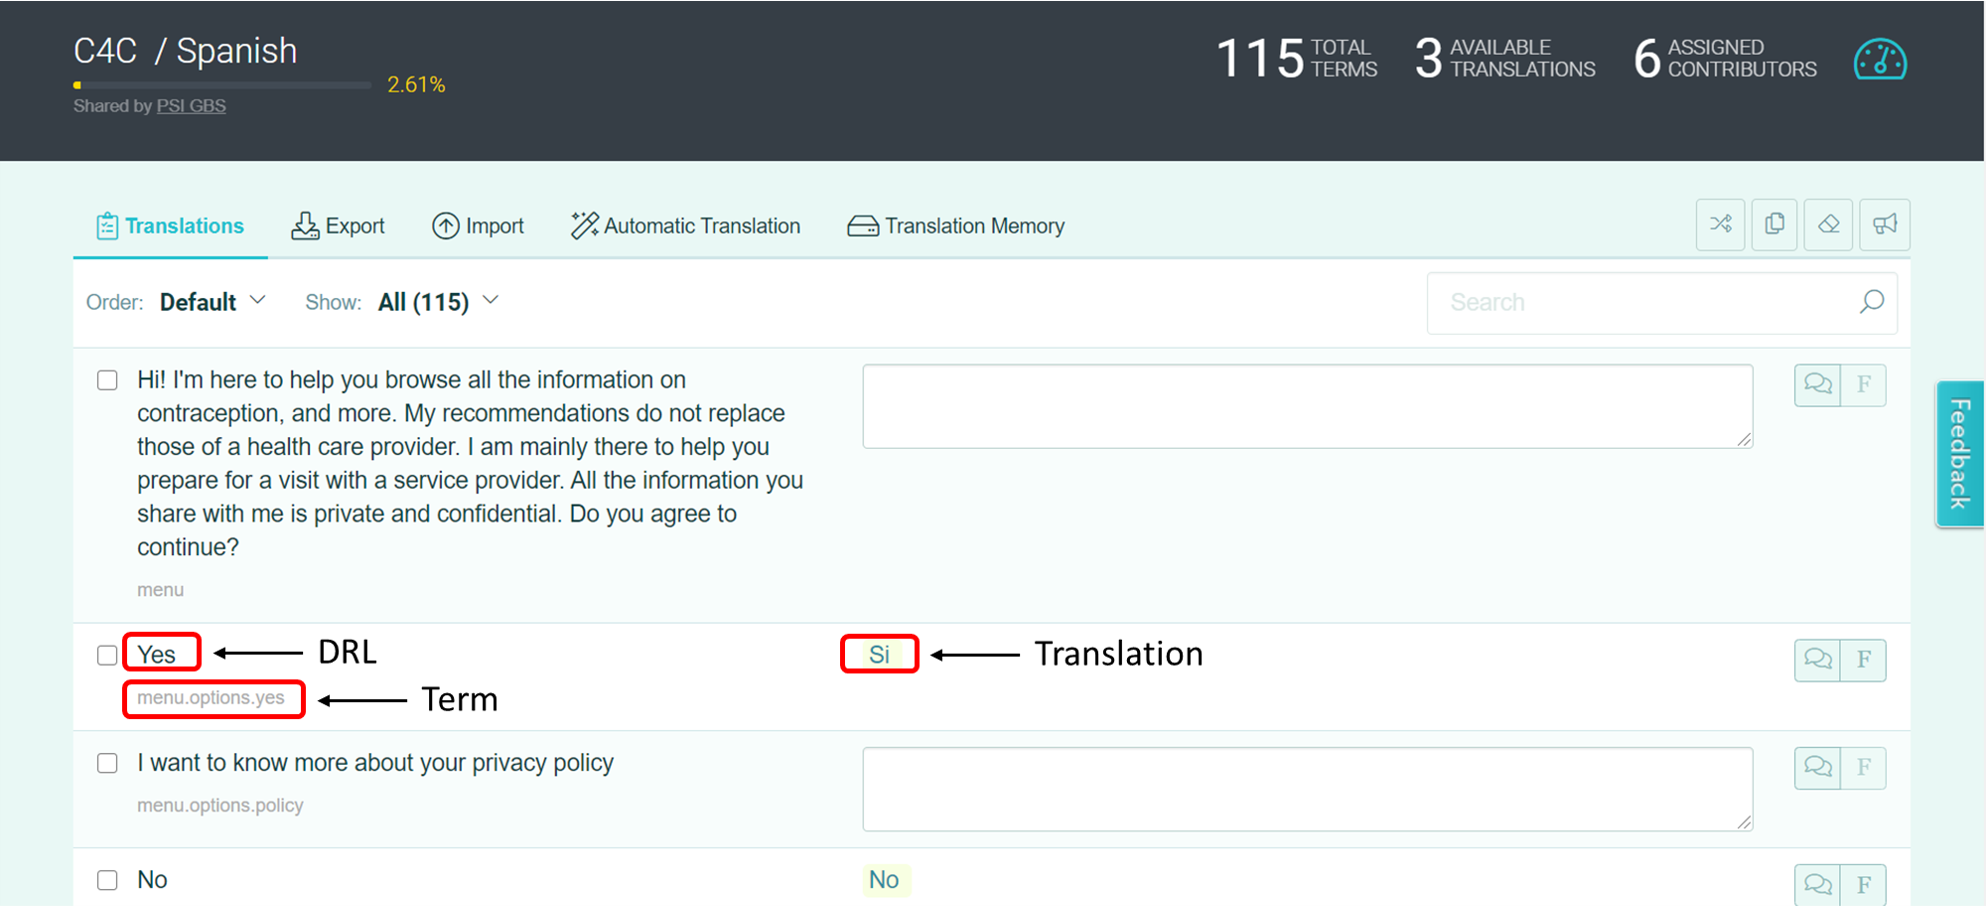 C4C / Spanish
2.61%
Shared by PSI GBS
115 TOTAL TERMS
3 AVAILABLE TRANSLATIONS
6 ASSIGNED CONTRIBUTORS
Translations Export Import Automatic Translation Translation Memory
Order: Default Show: All (115)
Search
Hi! I'm here to help you browse all the information on
contraception, and more. My recommendations do not replace
those of a health care provider. I am mainly there to help you
prepare for a visit with a service provider. All the information you
share with me is private and confidential. Do you agree to
continue?
menu
F
Feedback
Yes DRL Si Translation
F
menu.options.yes Term
I want to know more about your privacy policy
F
menu.options.policy
No No
F